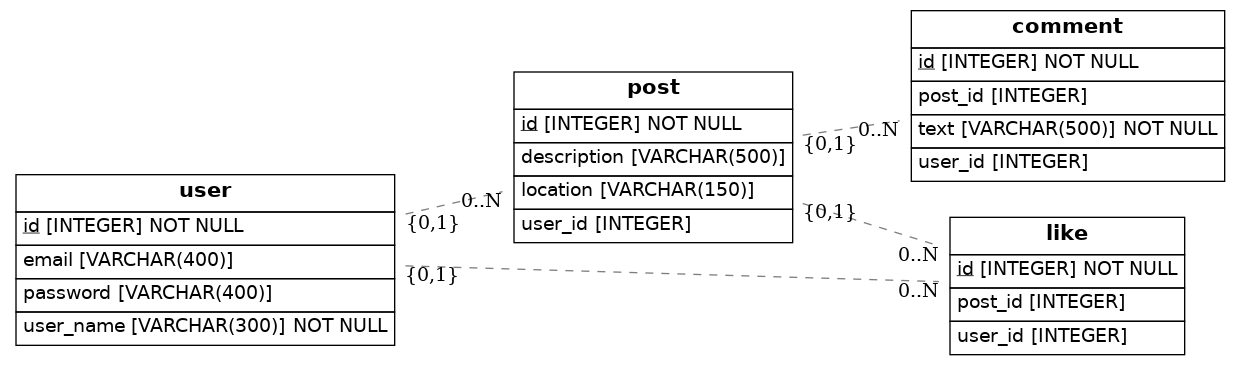 user
id [INTEGER] NOT NULL
email [VARCHAR(400)]
password [VARCHAR(400)]
user_name [VARCHAR(300)] NOT NULL
{0,1}
0..N
{0,1}
0..N
post
id [INTEGER] NOT NULL
description [VARCHAR(500)]
location [VARCHAR(150)]
user_id [INTEGER]
{0,1}
0..N
{0,1}
0..N
comment
id [INTEGER] NOT NULL
post_id [INTEGER]
text [VARCHAR(500)] NOT NULL
user_id [INTEGER]
like
id [INTEGER] NOT NULL
post_id [INTEGER]
user_id [INTEGER]